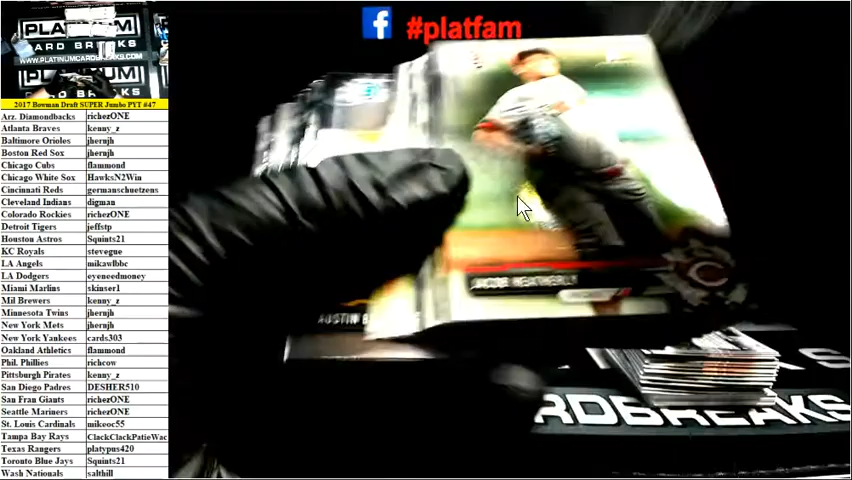 #platfam
PLATINUM
CARD BREAKS
WWW.PLATINUMCARDBREAKS.COM
PLATINUM
2017 Bowman Draft SUPER Jumbo PYT #47
Arz. Diamondbacks richezONE
Atlanta Braves kenny_z
Baltimore Orioles jhernjh
Boston Red Sox jhernjh
Chicago Cubs flammond
Chicago White Sox HawksN2Win
Cincinnati Reds germanschuetzens
Cleveland Indians digman
Colorado Rockies richezONE
Detroit Tigers jeffstp
Houston Astros Squints21
KC Royals stevegue
LA Angels mikawlbbc
LA Dodgers eyeneedmoney
Miami Marlins skinser1
Mil Brewers kenny_z
Minnesota Twins jhernjh
New York Mets jhernjh
New York Yankees cards303
Oakland Athletics flammond
Phil. Phillies richcow
Pittsburgh Pirates kenny_z
San Diego Padres DESHER510
San Fran Giants richezONE
Seattle Mariners richezONE
St. Louis Cardinals mikeoc55
Tampa Bay Rays ClackClackPatieWac
Texas Rangers platypus420
Toronto Blue Jays Squints21
Wash Nationals salthill
JACOB
AUSTIN
RDBREAKS